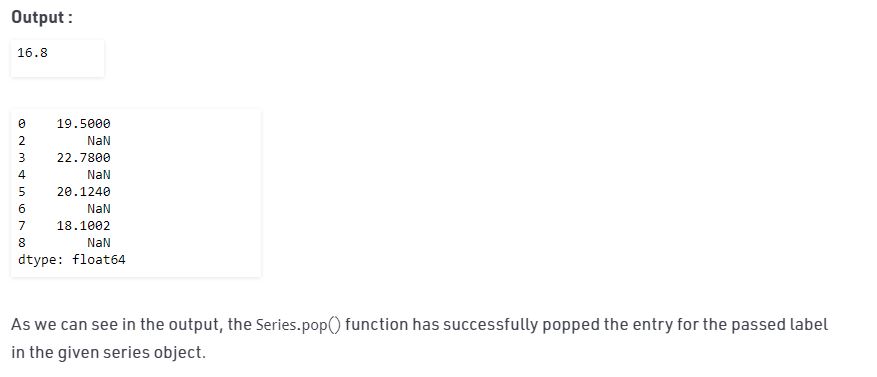 Output :
16.8
0    19.5000
2        NaN
3    22.7800
4        NaN
5    20.1240
6        NaN
7    18.1002
8        NaN
dtype: float64
As we can see in the output, the Series.pop() function has successfully popped the entry for the passed label
in the given series object.